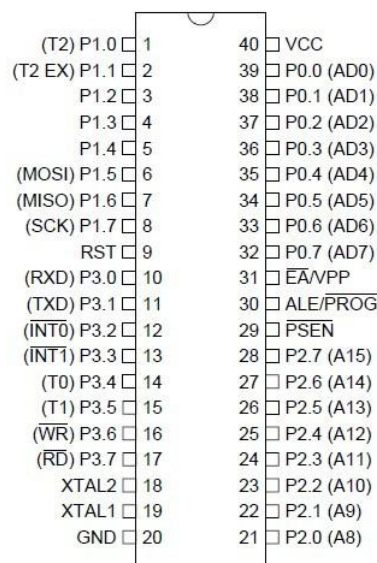 (T2) P1.0 1 40 VCC
(T2 EX) P1.1 2 39 P0.0 (AD0)
P1.2 3 38 P0.1 (AD1)
P1.3 4 37 P0.2 (AD2)
P1.4 5 36 P0.3 (AD3)
(MOSI) P1.5 6 35 P0.4 (AD4)
(MISO) P1.6 7 34 P0.5 (AD5)
(SCK) P1.7 8 33 P0.6 (AD6)
RST 9 32 P0.7 (AD7)
(RXD) P3.0 10 31 E̅A̅/VPP
(TXD) P3.1 11 30 ALE/P̅R̅O̅G̅
(I̅N̅T̅0̅) P3.2 12 29 P̅S̅E̅N̅
(I̅N̅T̅1̅) P3.3 13 28 P2.7 (A15)
(T0) P3.4 14 27 P2.6 (A14)
(T1) P3.5 15 26 P2.5 (A13)
(W̅R̅) P3.6 16 25 P2.4 (A12)
(R̅D̅) P3.7 17 24 P2.3 (A11)
XTAL2 18 23 P2.2 (A10)
XTAL1 19 22 P2.1 (A9)
GND 20 21 P2.0 (A8)